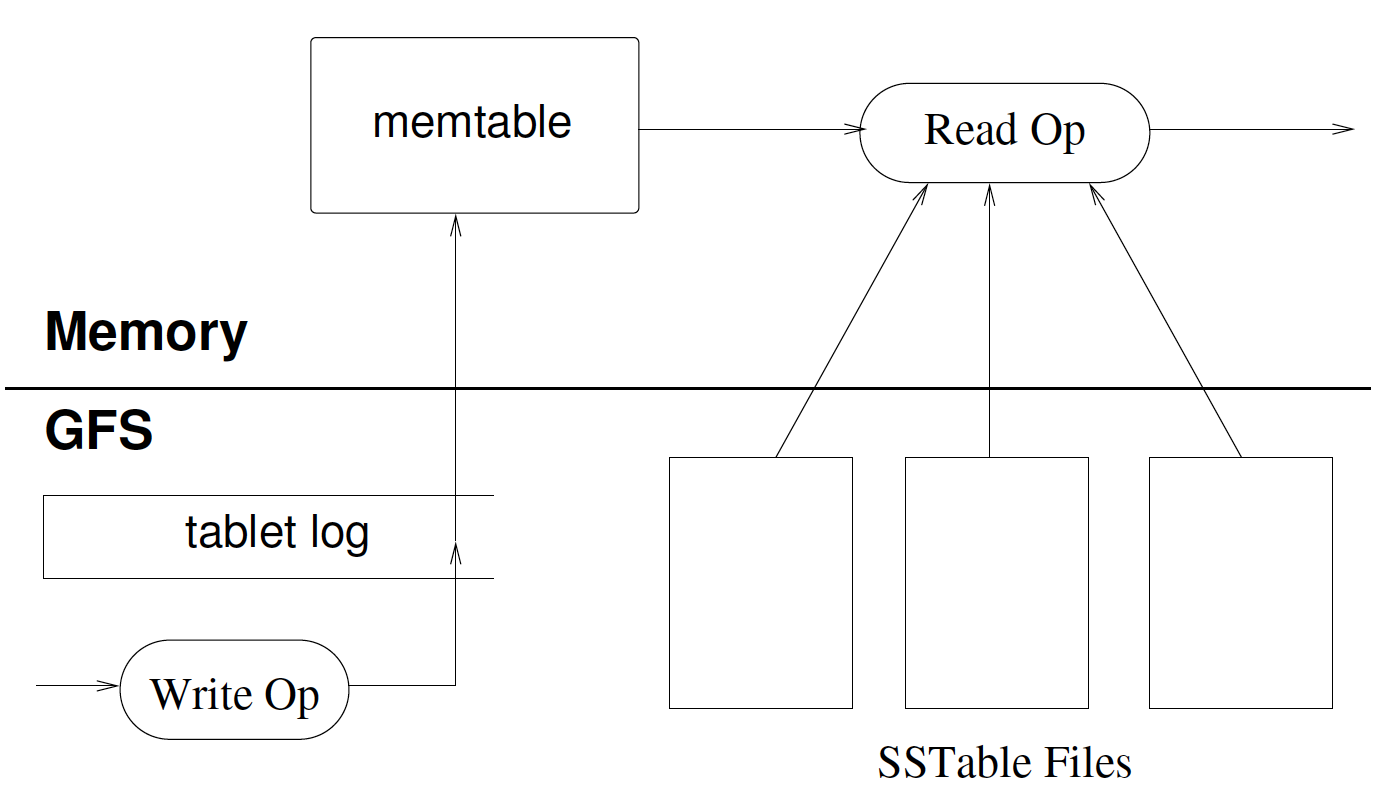 memtable
Read Op
Memory
GFS
tablet log
Write Op
SSTable Files